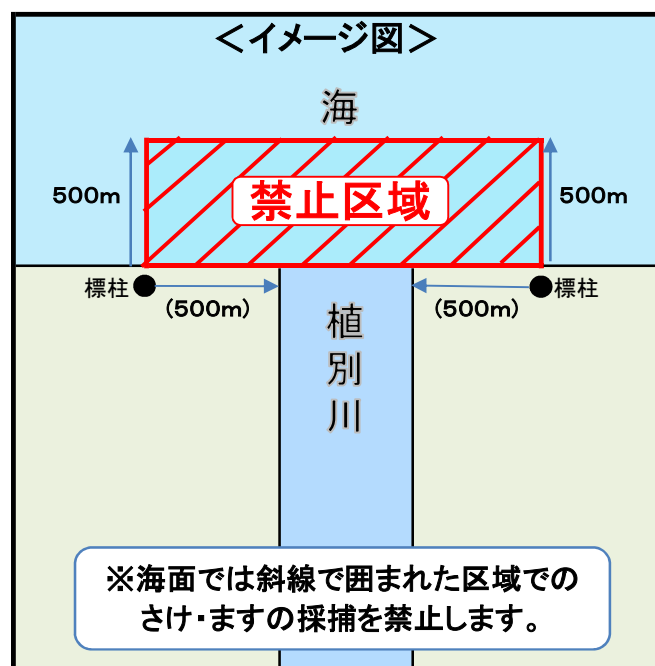 ＜イメージ図＞
海
500m
禁止区域
500m
標柱
標柱
(500m)
(500m)
植別川
※海面では斜線で囲まれた区域での
さけ・ますの採捕を禁止します。